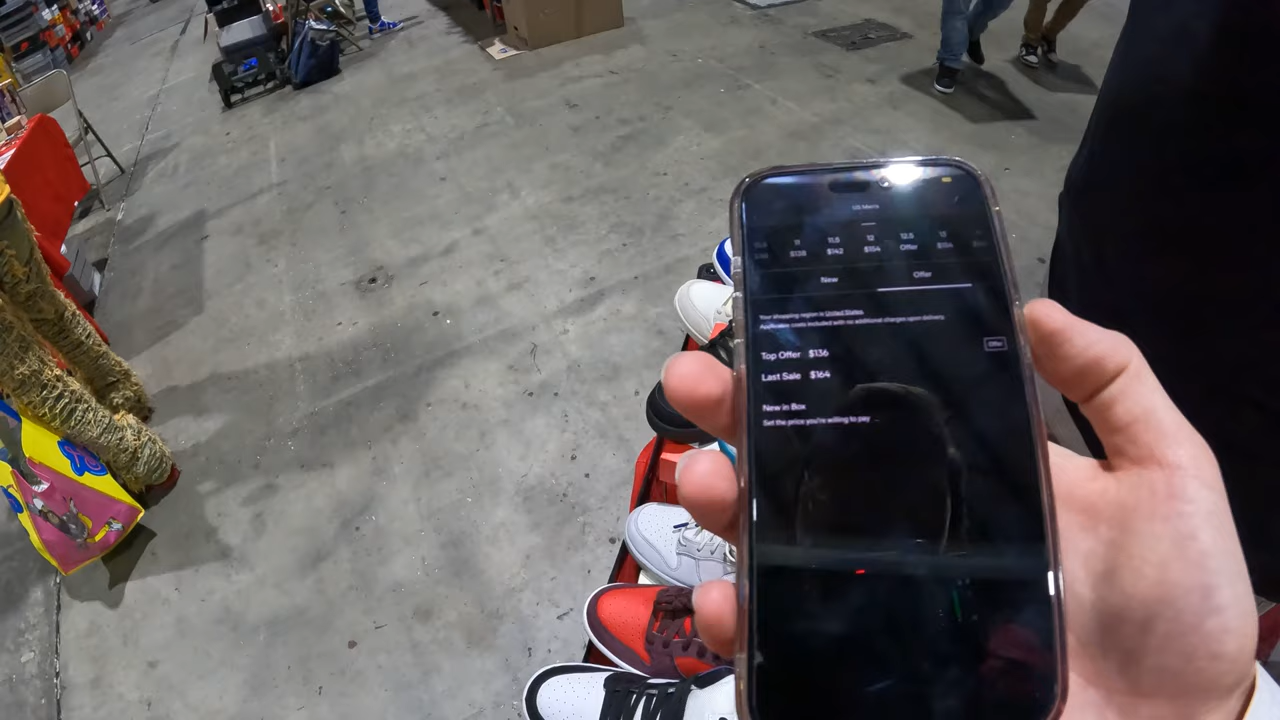 US Men's
11 11.5 12 12.5 13
$138 $142 $154 Offer $154
New Offer
Your shopping region is United States
Applicable costs included with no additional charges upon delivery.
Offer
Top Offer $136
Last Sale $164
New in Box
Set the price you're willing to pay